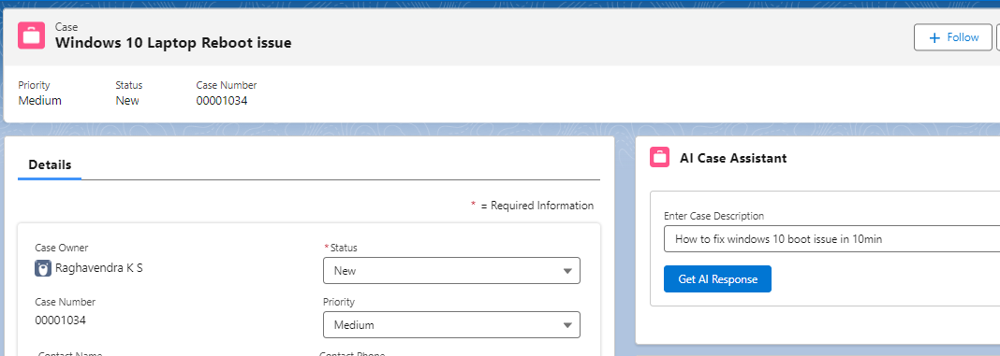 Case
Windows 10 Laptop Reboot issue
+ Follow
Priority Status Case Number
Medium New 00001034
Details
* = Required Information
Case Owner
Raghavendra K S
*Status
New
Case Number
00001034
Priority
Medium
Contact Name
Contact Phone
AI Case Assistant
Enter Case Description
How to fix windows 10 boot issue in 10min
Get AI Response